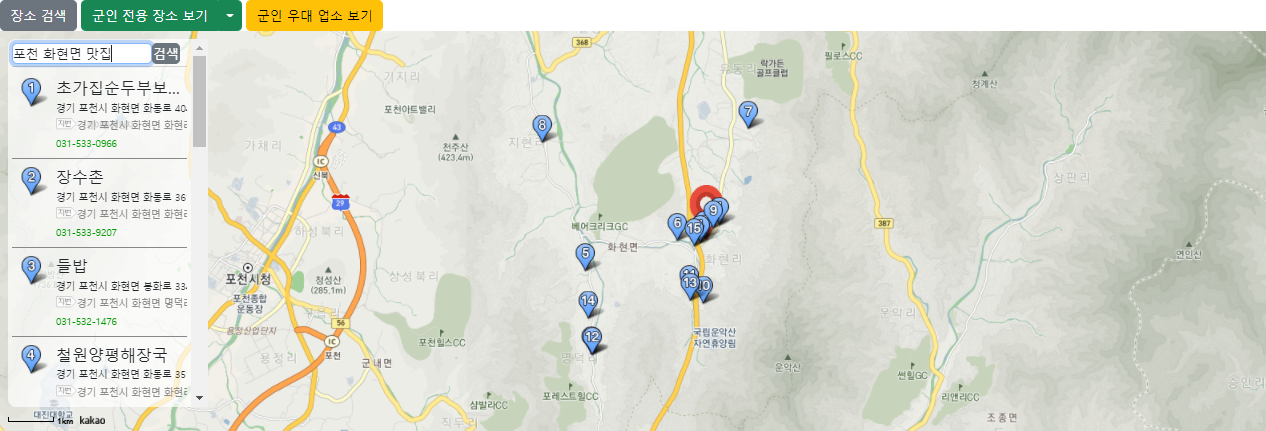 장소 검색
군인 전용 장소 보기
군인 우대 업소 보기
포천 화현면 맛집
검색
1
초가집순두부보...
경기 포천시 화현면 화동로 40
지번 경기 포천시 화현면 화현리
031-533-0966
2
장수촌
경기 포천시 화현면 화동로 36
지번 경기 포천시 화현면 화현리
031-533-9207
3
들밥
경기 포천시 화현면 봉화로 33
지번 경기 포천시 화현면 명덕리
031-532-1476
4
철원양평해장국
경기 포천시 화현면 화동로 35
지번 경기 포천시 화현면 화현리
368
유동리
락가든
골프클럽
필로스CC
청계산
기지리
포천아트밸리
7
8
43
지현리
가채리
천주산
(423.4m)
IC
신북
상판리
29
9
6
15
387
하성북리
베어크리크GC
화현면
화현리
연인산
5
포천시청
청성산
(285.1m)
상성북리
13
10
포천종합
운동장
14
구읍리
56
운악리
용정산업단지
국립운악산
자연휴양림
IC
포천
포천힐스CC
12
용정리
군내면
명덕리
운악산
썬힐GC
승안리
포레스트힐CC
리앤리CC
샴발라CC
대진대학교
조종면
직두리
1km
kakao